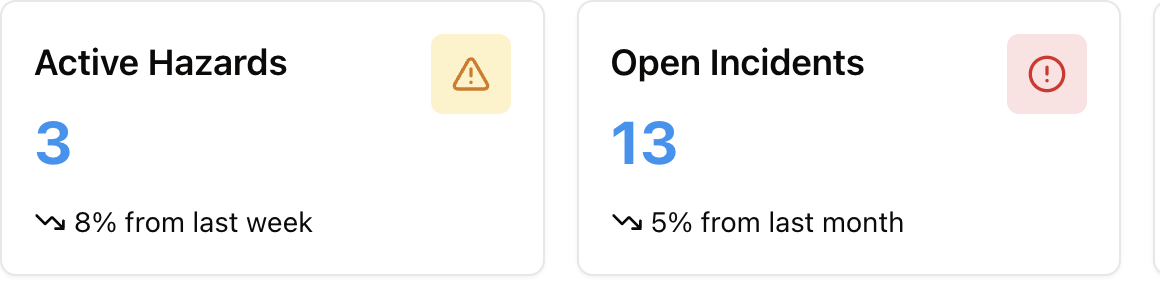 Active Hazards
3
8% from last week
Open Incidents
13
5% from last month